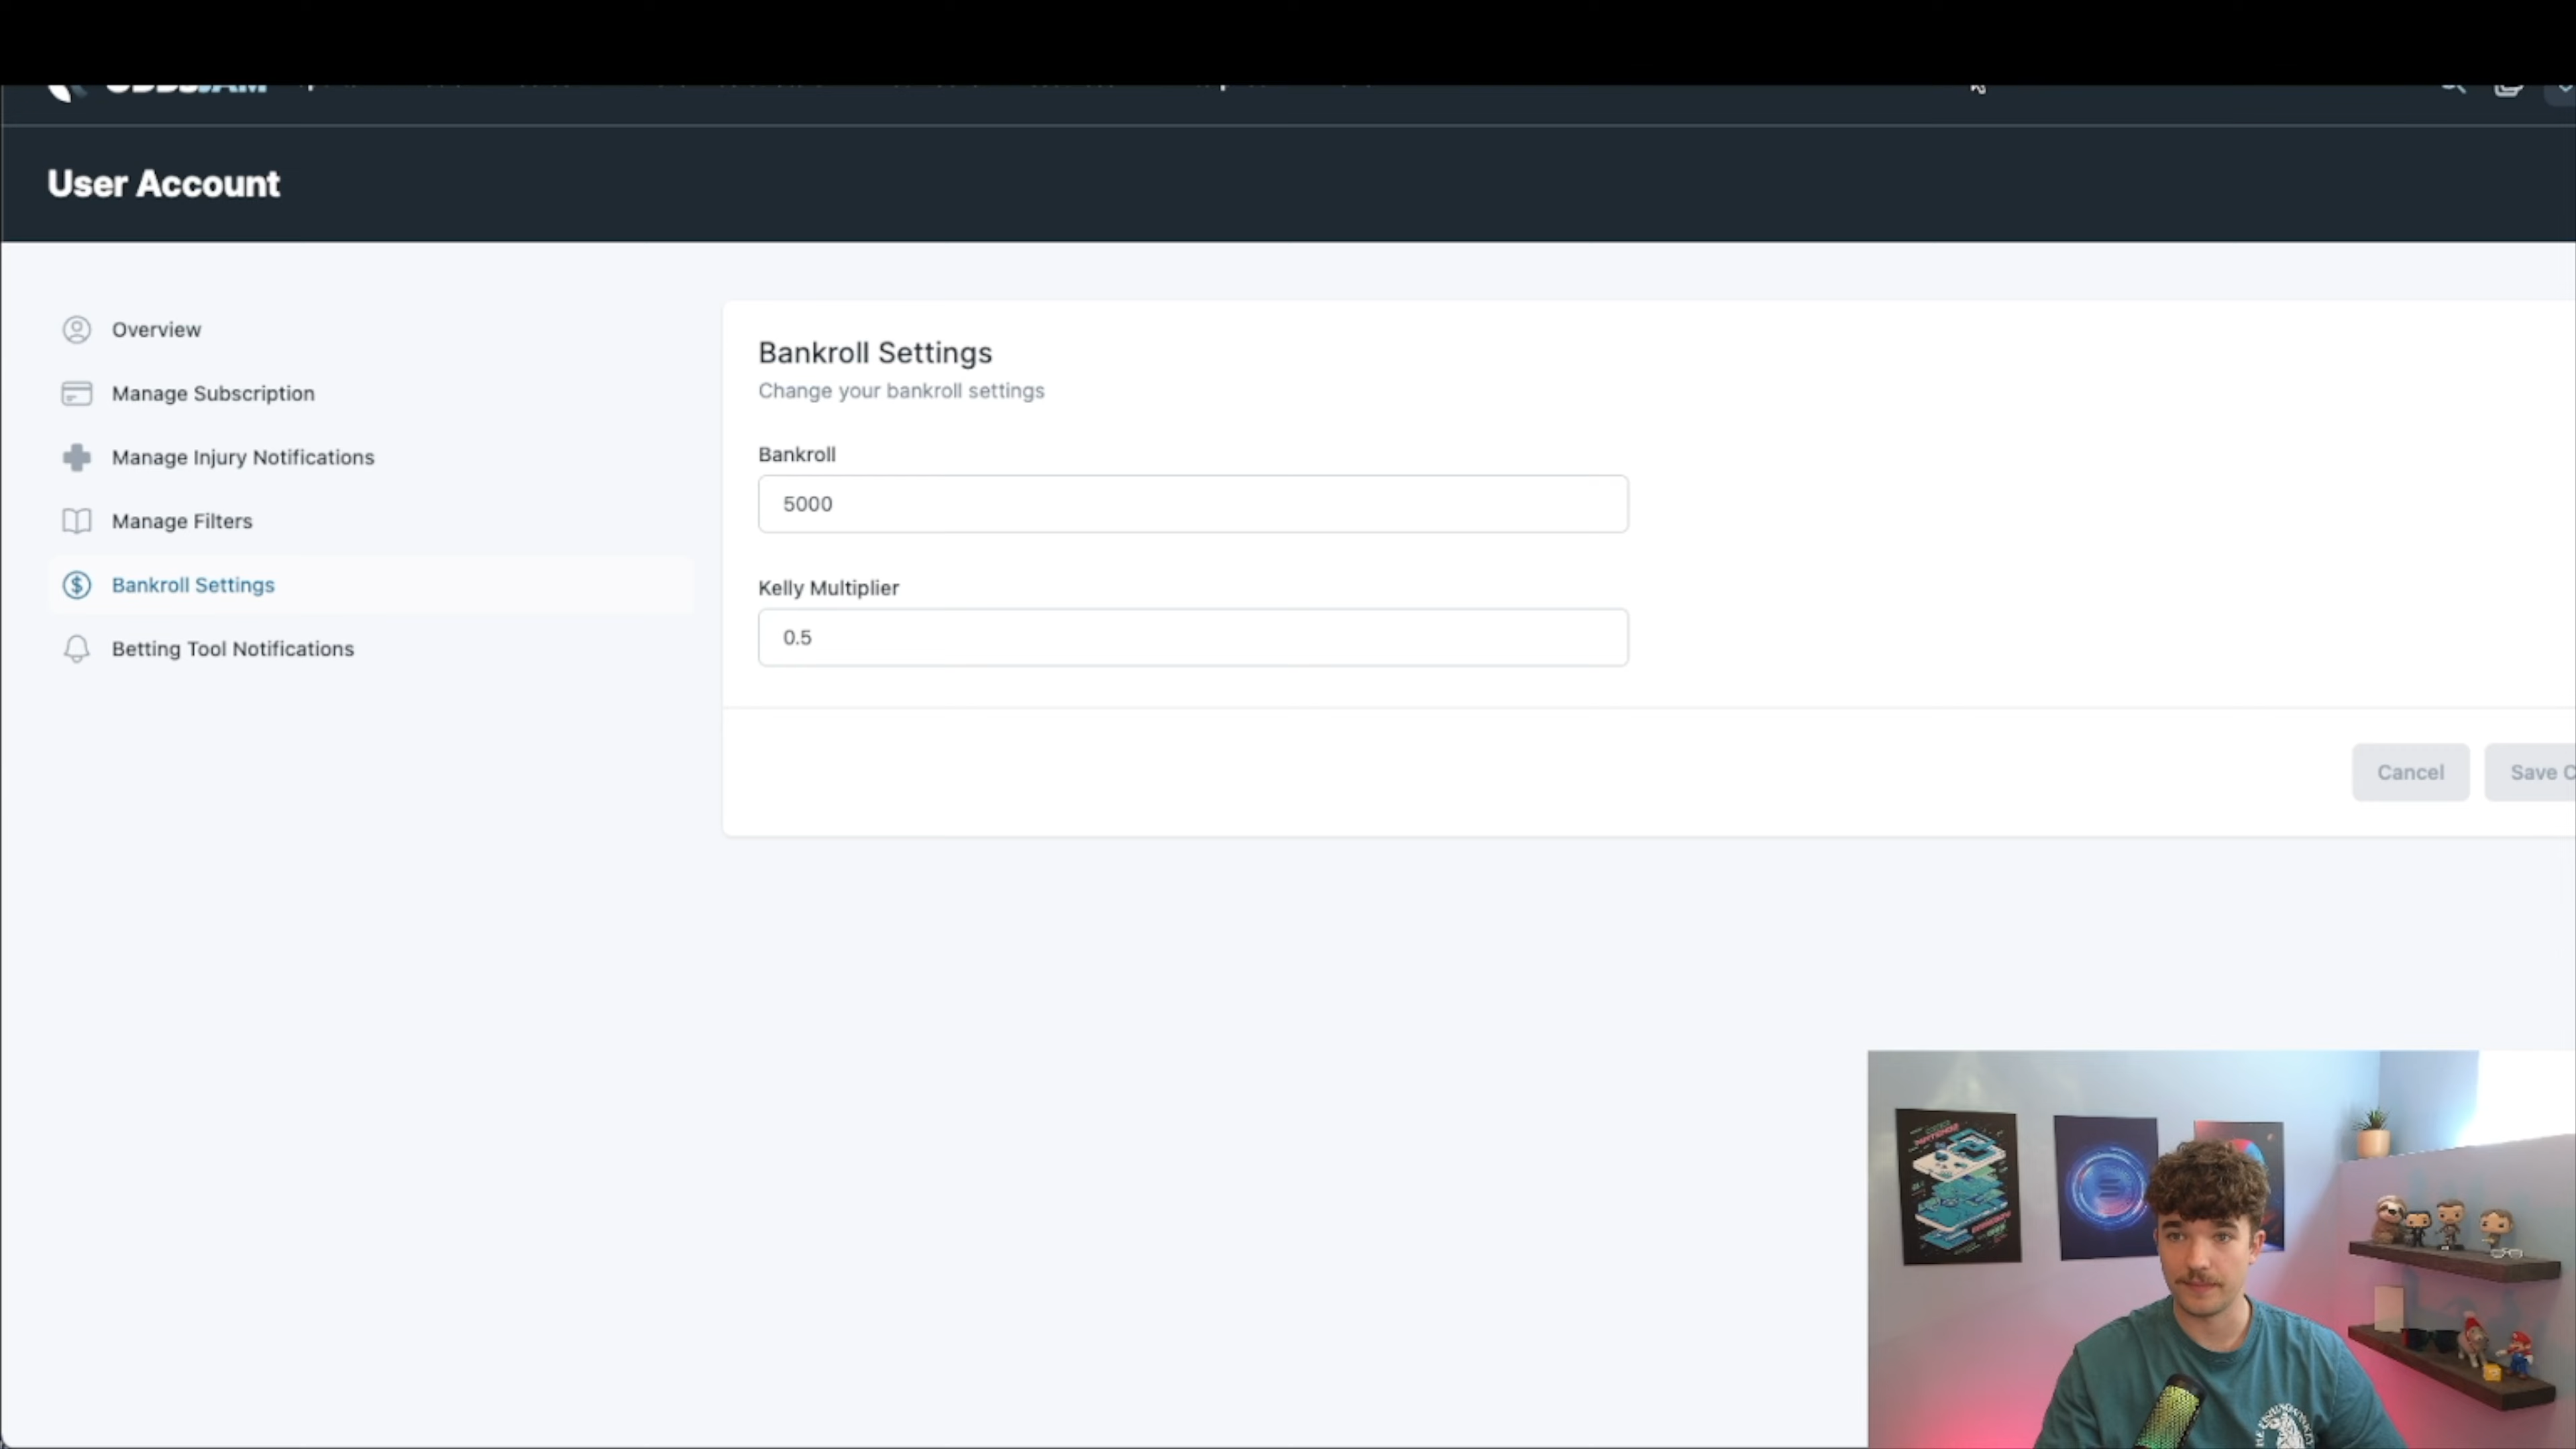 ODDSJAM
User Account
Overview
Manage Subscription
Manage Injury Notifications
Manage Filters
Bankroll Settings
Betting Tool Notifications
Bankroll Settings
Change your bankroll settings
Bankroll
5000
Kelly Multiplier
0.5
Cancel
Save C